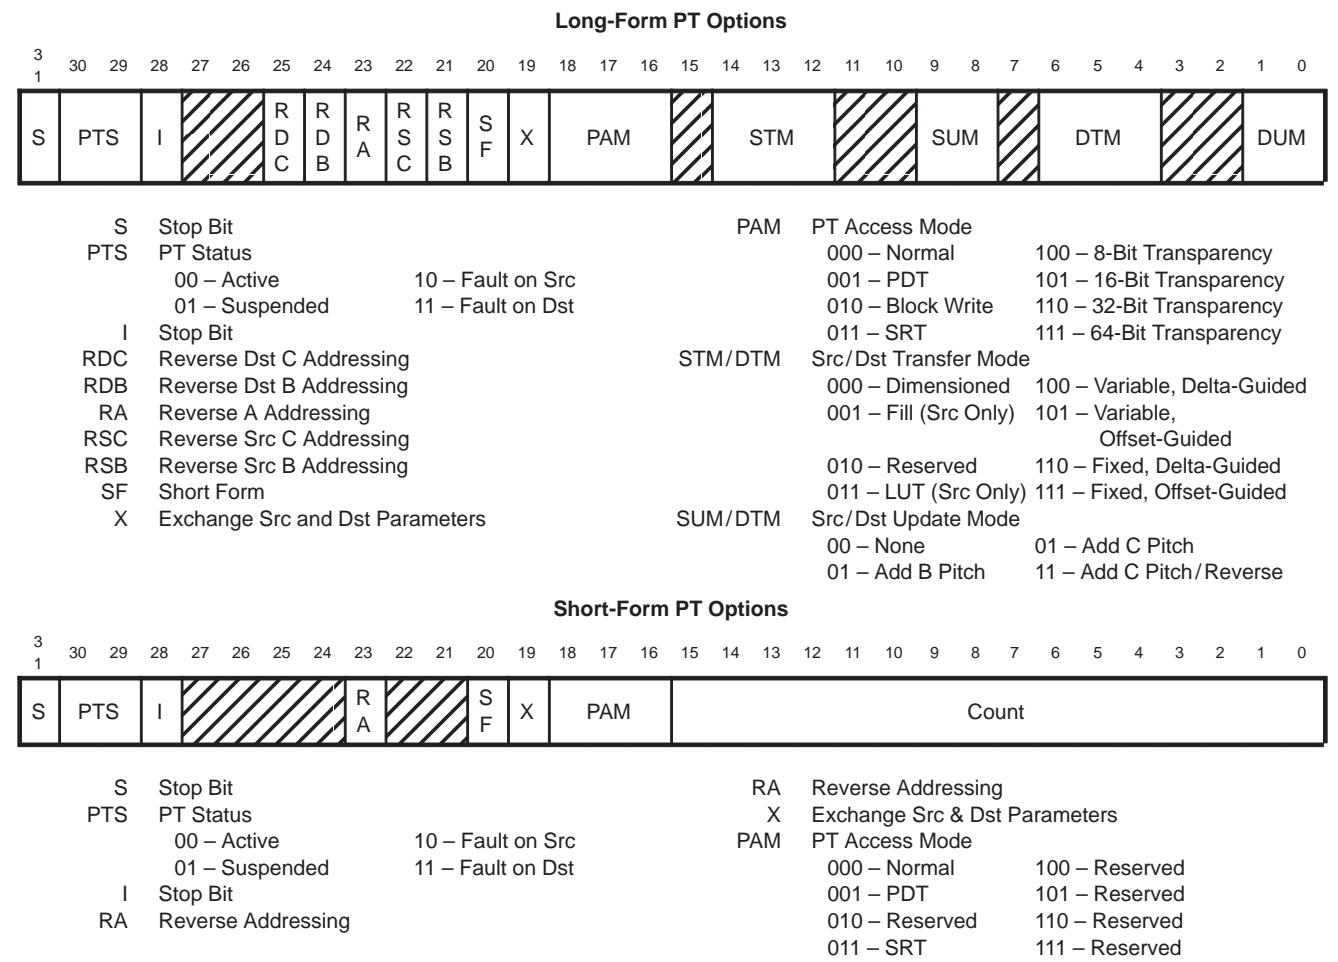 Long-Form PT Options
3
1 30 29 28 27 26 25 24 23 22 21 20 19 18 17 16 15 14 13 12 11 10 9 8 7 6 5 4 3 2 1 0
S PTS I RDC RDB RA RSC RSB SF X PAM STM SUM DTM DUM
S Stop Bit
PTS PT Status
00 – Active 10 – Fault on Src
01 – Suspended 11 – Fault on Dst
I Stop Bit
RDC Reverse Dst C Addressing
RDB Reverse Dst B Addressing
RA Reverse A Addressing
RSC Reverse Src C Addressing
RSB Reverse Src B Addressing
SF Short Form
X Exchange Src and Dst Parameters
PAM PT Access Mode
000 – Normal 100 – 8-Bit Transparency
001 – PDT 101 – 16-Bit Transparency
010 – Block Write 110 – 32-Bit Transparency
011 – SRT 111 – 64-Bit Transparency
STM/DTM Src/Dst Transfer Mode
000 – Dimensioned 100 – Variable, Delta-Guided
001 – Fill (Src Only) 101 – Variable,
Offset-Guided
010 – Reserved 110 – Fixed, Delta-Guided
011 – LUT (Src Only) 111 – Fixed, Offset-Guided
SUM/DTM Src/Dst Update Mode
00 – None 01 – Add C Pitch
01 – Add B Pitch 11 – Add C Pitch/Reverse
Short-Form PT Options
3
1 30 29 28 27 26 25 24 23 22 21 20 19 18 17 16 15 14 13 12 11 10 9 8 7 6 5 4 3 2 1 0
S PTS I RA SF X PAM Count
S Stop Bit
PTS PT Status
00 – Active 10 – Fault on Src
01 – Suspended 11 – Fault on Dst
I Stop Bit
RA Reverse Addressing
RA Reverse Addressing
X Exchange Src & Dst Parameters
PAM PT Access Mode
000 – Normal 100 – Reserved
001 – PDT 101 – Reserved
010 – Reserved 110 – Reserved
011 – SRT 111 – Reserved